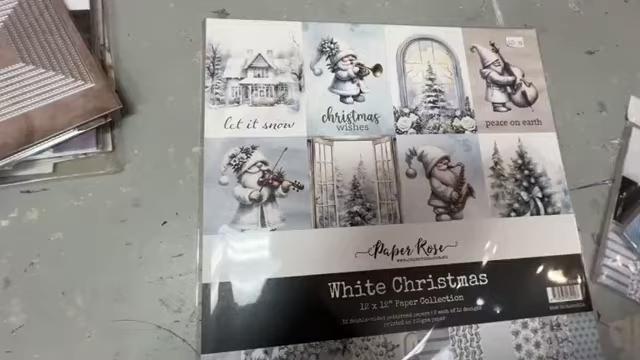 let it snow
christmas
wishes
peace on earth
Paper Rose
White Christmas
12 x 12" Paper Collection